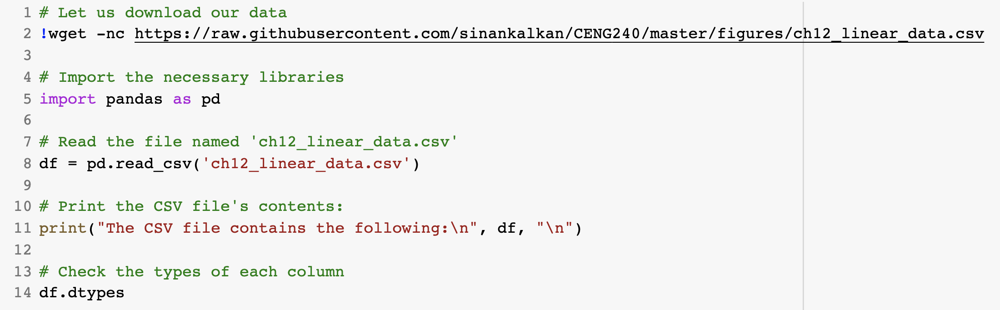 1 # Let us download our data
2 !wget -nc https://raw.githubusercontent.com/sinankalkan/CENG240/master/figures/ch12_linear_data.csv
3
4 # Import the necessary libraries
5 import pandas as pd
6
7 # Read the file named 'ch12_linear_data.csv'
8 df = pd.read_csv('ch12_linear_data.csv')
9
10 # Print the CSV file's contents:
11 print("The CSV file contains the following:\n", df, "\n")
12
13 # Check the types of each column
14 df.dtypes